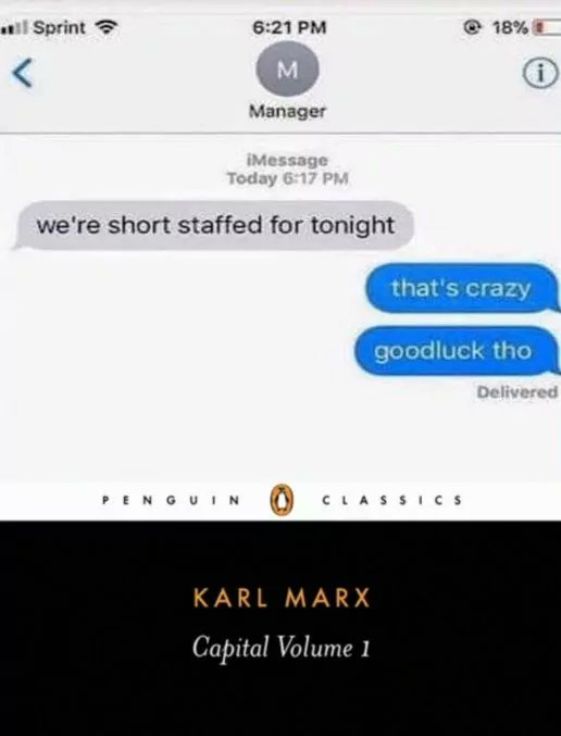 Sprint 6:21 PM 18%
M
Manager
iMessage
Today 6:17 PM
we're short staffed for tonight
that's crazy
goodluck tho
Delivered
PENGUIN CLASSICS
KARL MARX
Capital Volume 1